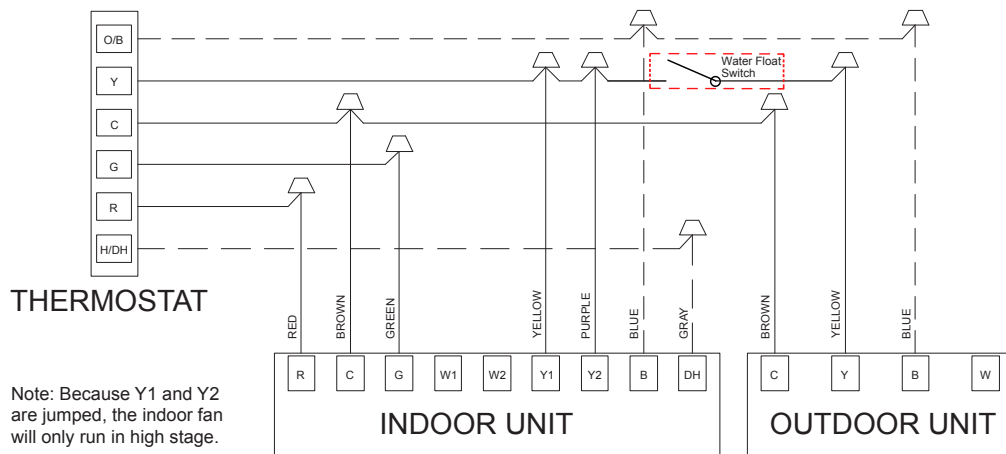 O/B
Y
C
G
R
H/DH
THERMOSTAT
Water Float
Switch
RED
BROWN
GREEN
YELLOW
PURPLE
BLUE
GRAY
BROWN
YELLOW
BLUE
R
C
G
W1
W2
Y1
Y2
B
DH
C
Y
B
W
INDOOR UNIT
OUTDOOR UNIT
Note: Because Y1 and Y2
are jumped, the indoor fan
will only run in high stage.